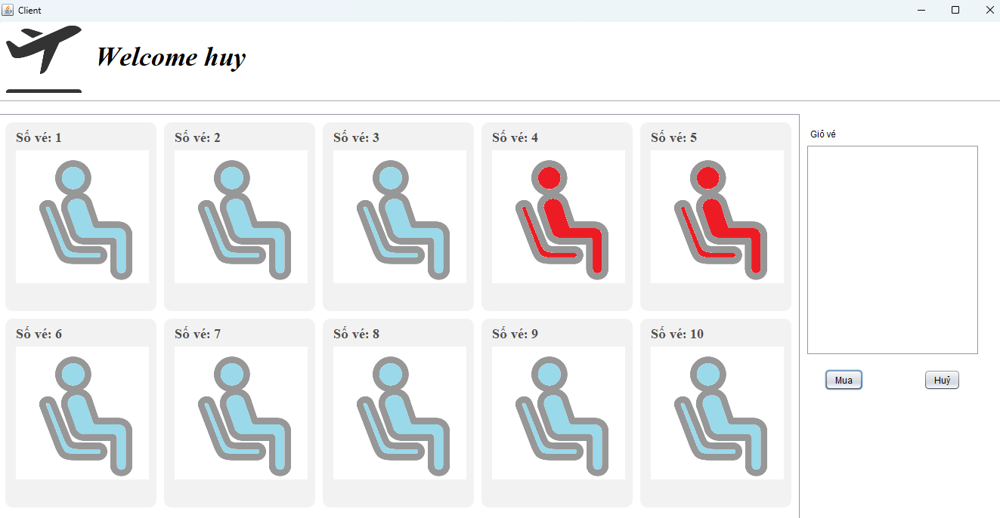 Client
Welcome huy
Số vé: 1
Số vé: 2
Số vé: 3
Số vé: 4
Số vé: 5
Số vé: 6
Số vé: 7
Số vé: 8
Số vé: 9
Số vé: 10
Giỏ vé
Mua
Huỷ